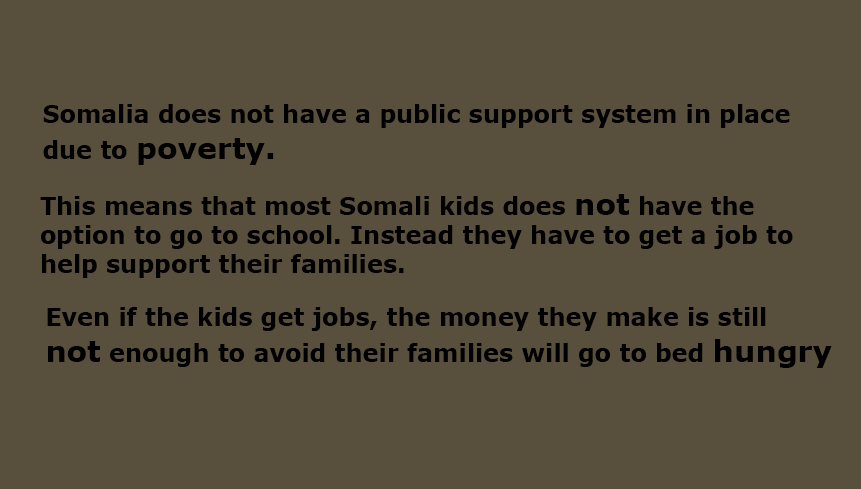 Somalia does not have a public support system in place
due to poverty.
This means that most Somali kids does not have the
option to go to school. Instead they have to get a job to
help support their families.
Even if the kids get jobs, the money they make is still
not enough to avoid their families will go to bed hungry